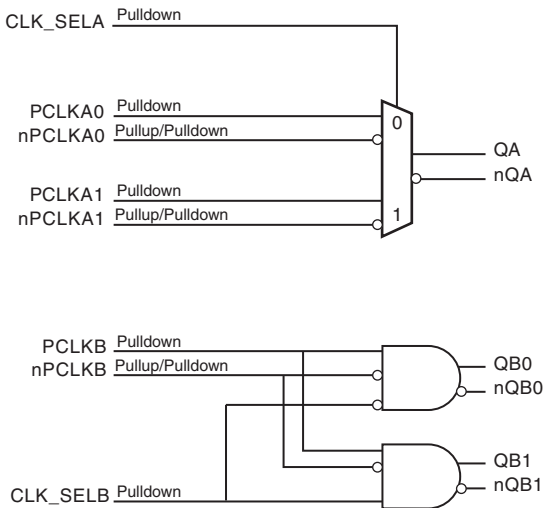 CLK_SELA Pulldown
PCLKA0 Pulldown
nPCLKA0 Pullup/Pulldown
0
QA
nQA
PCLKA1 Pulldown
nPCLKA1 Pullup/Pulldown
1
PCLKB Pulldown
nPCLKB Pullup/Pulldown
QB0
nQB0
QB1
CLK_SELB Pulldown
nQB1